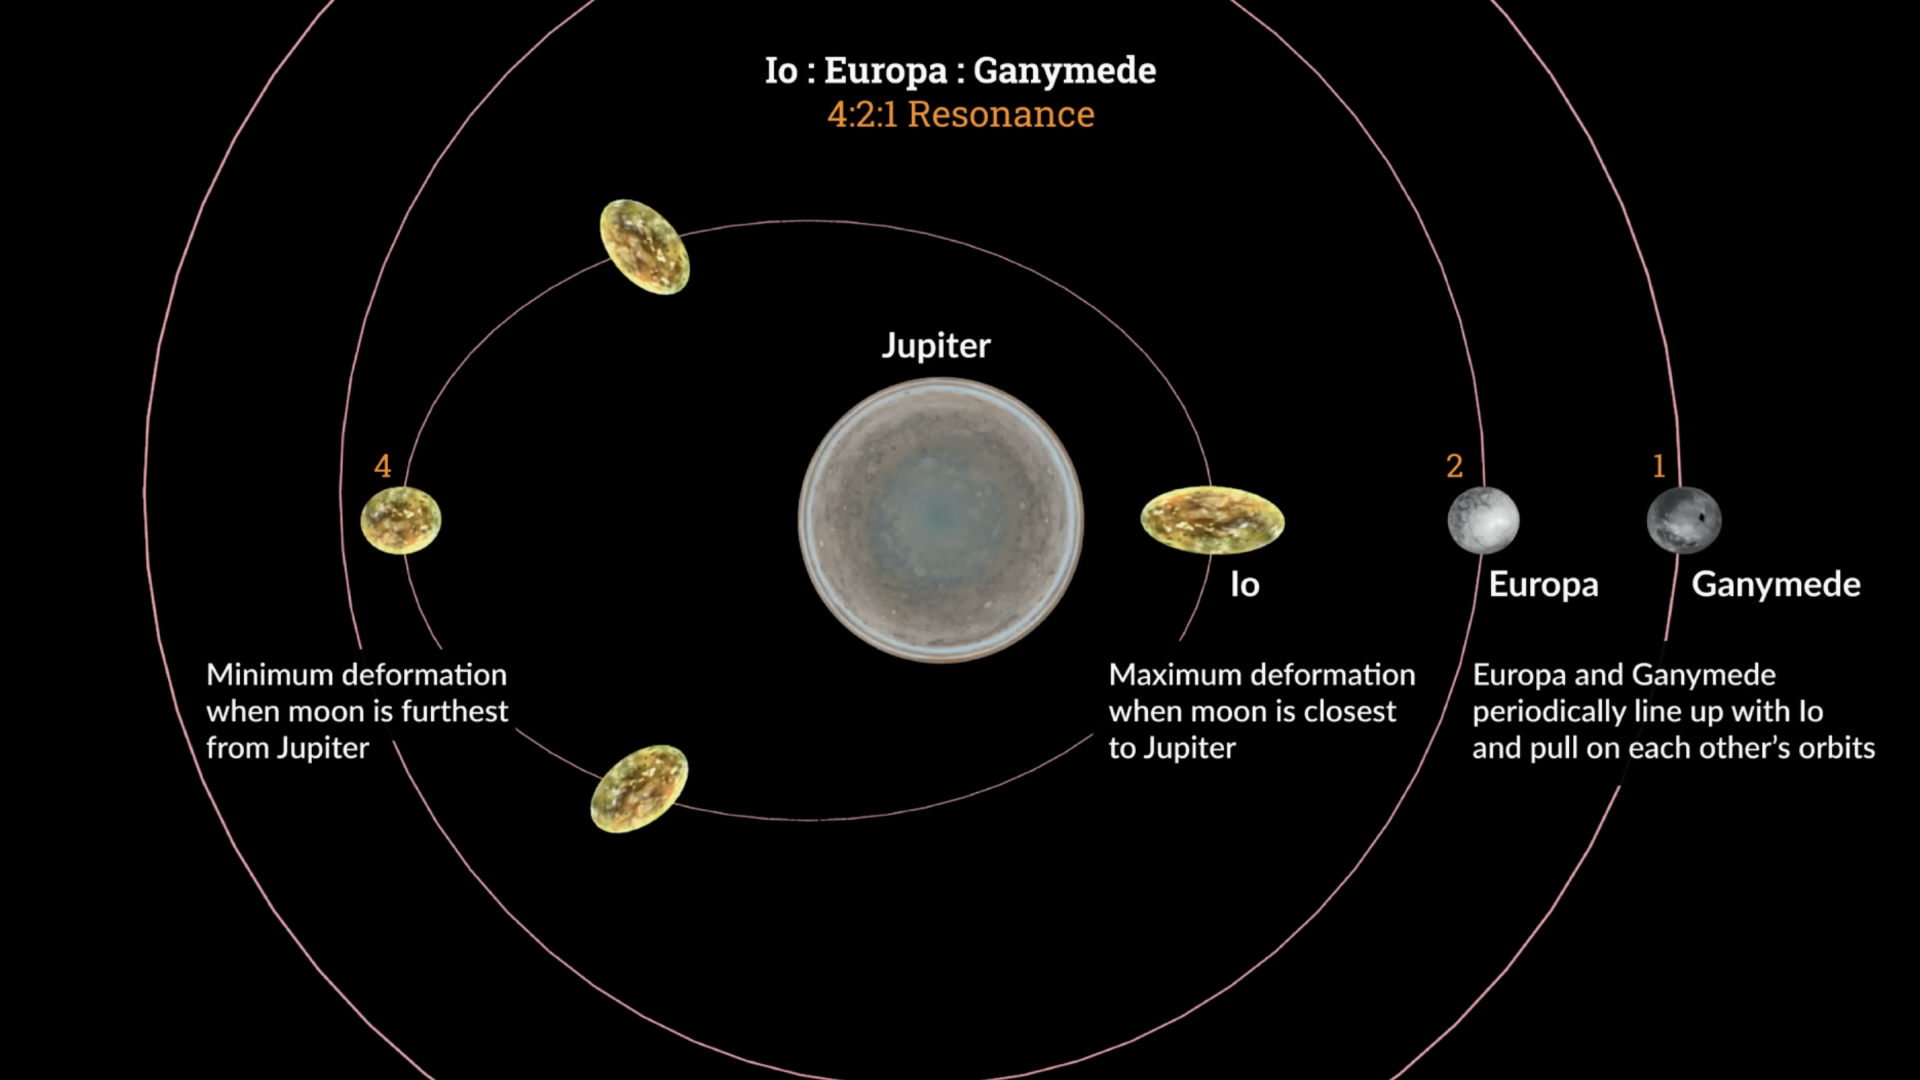 Io : Europa : Ganymede
4:2:1 Resonance
Jupiter
4
2
1
Io
Europa
Ganymede
Minimum deformation
when moon is furthest
from Jupiter
Maximum deformation
when moon is closest
to Jupiter
Europa and Ganymede
periodically line up with Io
and pull on each other’s orbits